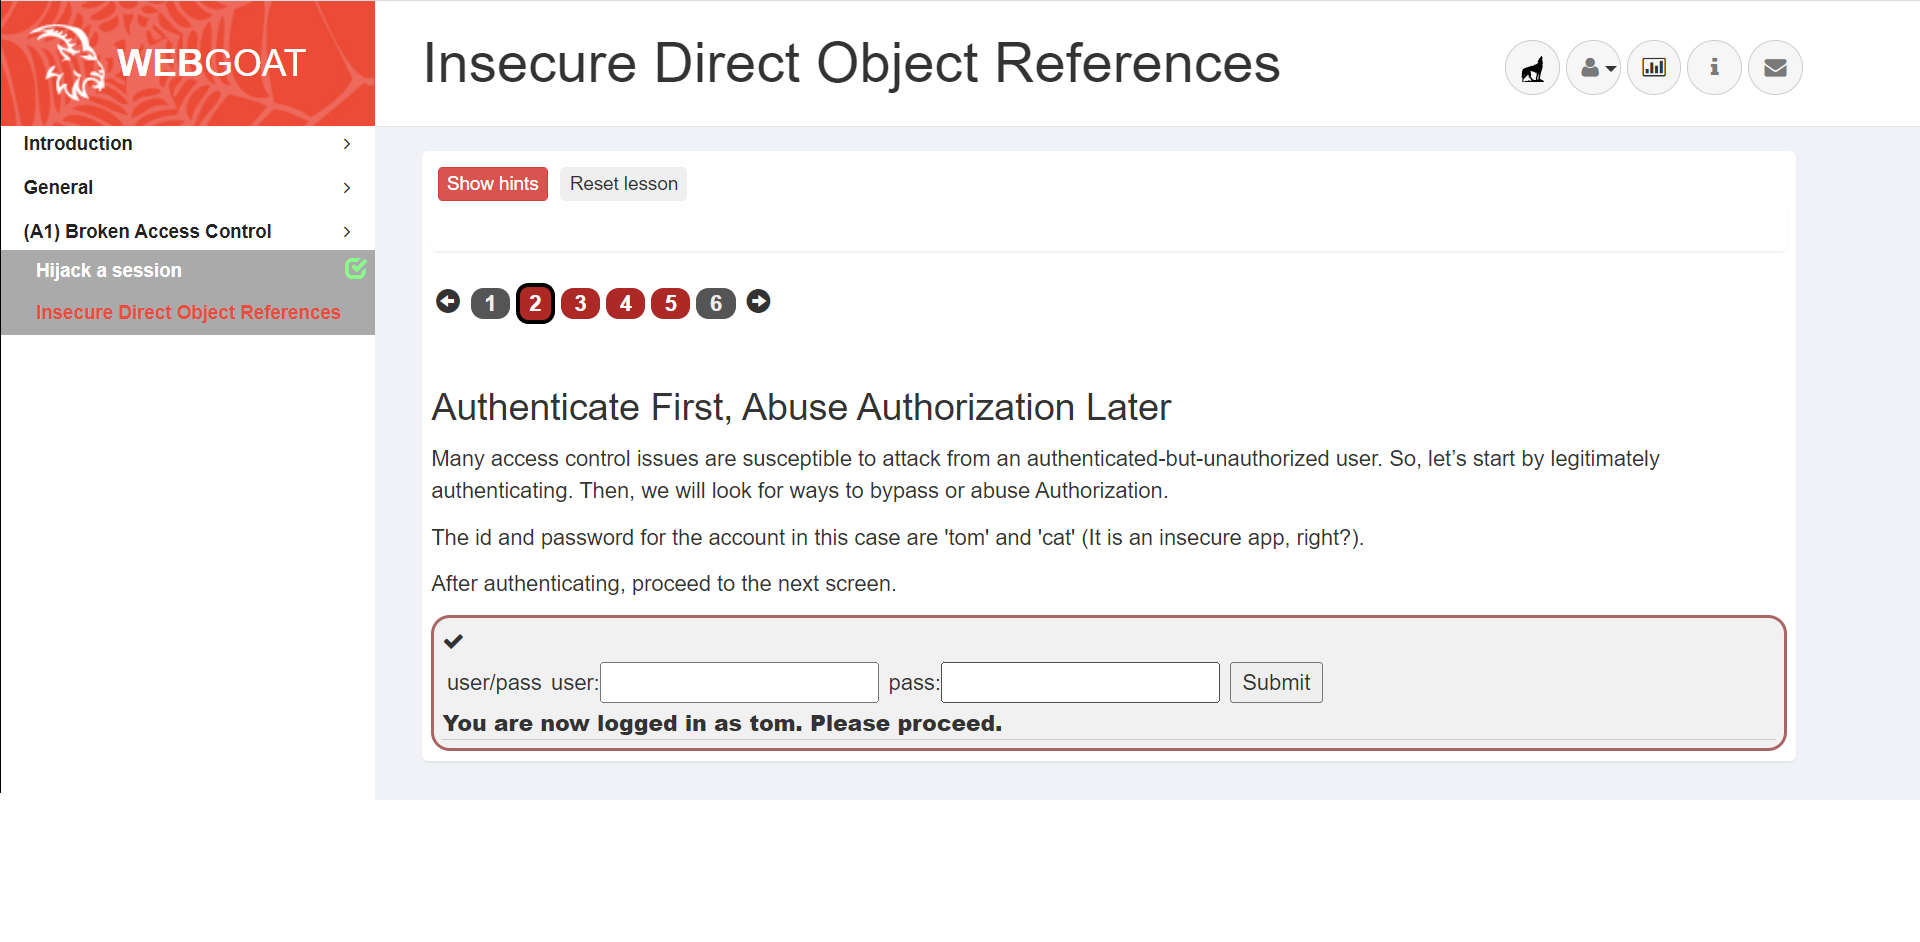 WEBGOAT
Insecure Direct Object References
Introduction
General
(A1) Broken Access Control
Hijack a session
Insecure Direct Object References
Show hints
Reset lesson
1 2 3 4 5 6
Authenticate First, Abuse Authorization Later
Many access control issues are susceptible to attack from an authenticated-but-unauthorized user. So, let’s start by legitimately
authenticating. Then, we will look for ways to bypass or abuse Authorization.
The id and password for the account in this case are 'tom' and 'cat' (It is an insecure app, right?).
After authenticating, proceed to the next screen.
user/pass user: pass: Submit
You are now logged in as tom. Please proceed.